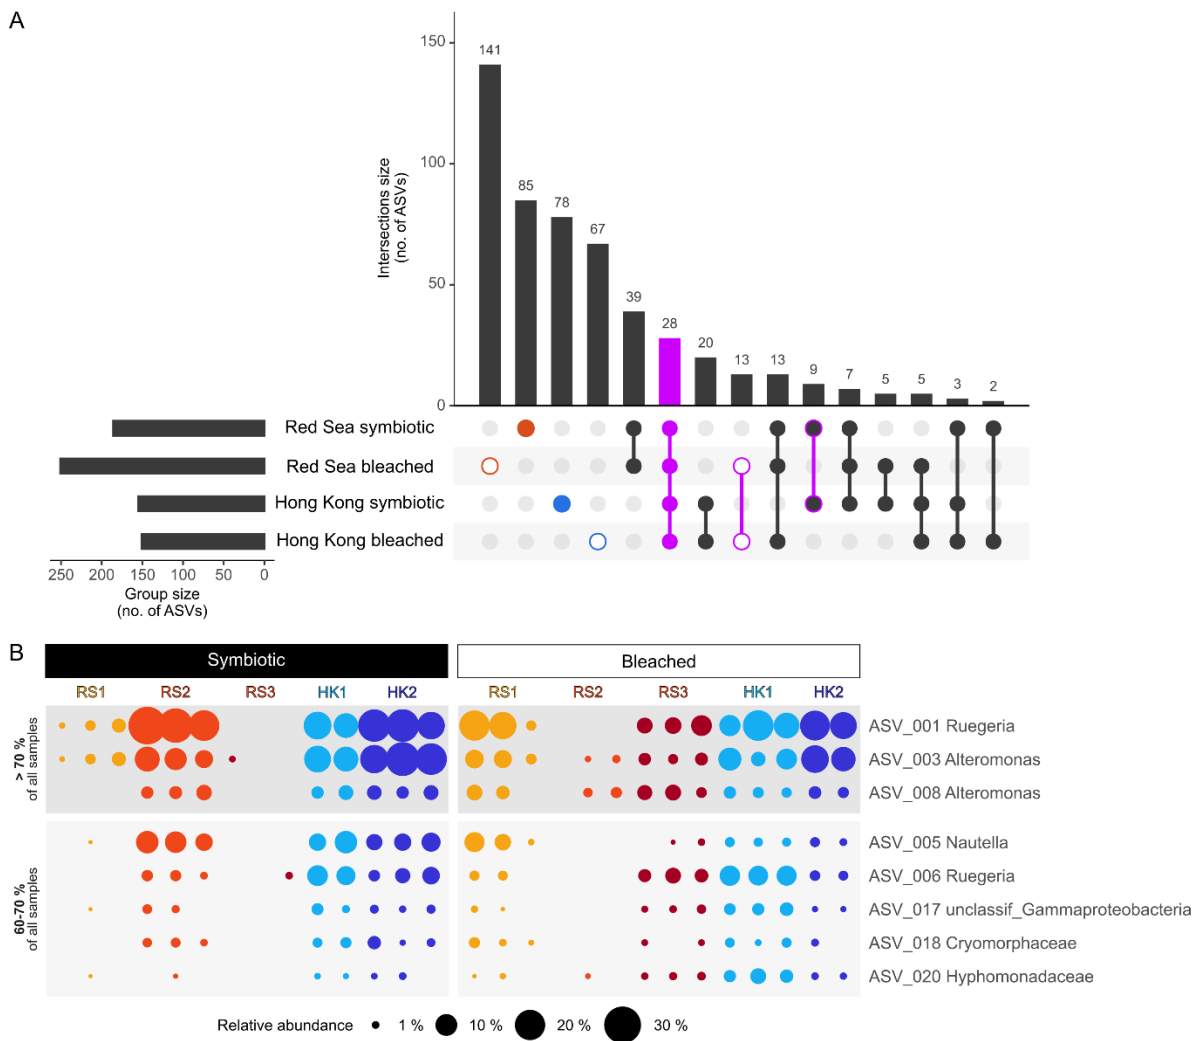 A
Intersections size
(no. of ASVs)
150
100
50
0
141
85
78
67
39
28
20
13
13
9
7
5
5
3
2
Red Sea symbiotic
Red Sea bleached
Hong Kong symbiotic
Hong Kong bleached
250 200 150 100 50 0
Group size
(no. of ASVs)
B
Symbiotic
Bleached
RS1 RS2 RS3 HK1 HK2
RS1 RS2 RS3 HK1 HK2
> 70 %
of all samples
ASV_001 Ruegeria
ASV_003 Alteromonas
ASV_008 Alteromonas
60-70 %
of all samples
ASV_005 Nautella
ASV_006 Ruegeria
ASV_017 unclassif_Gammaproteobacteria
ASV_018 Cryomorphaceae
ASV_020 Hyphomonadaceae
Relative abundance 1 % 10 % 20 % 30 %